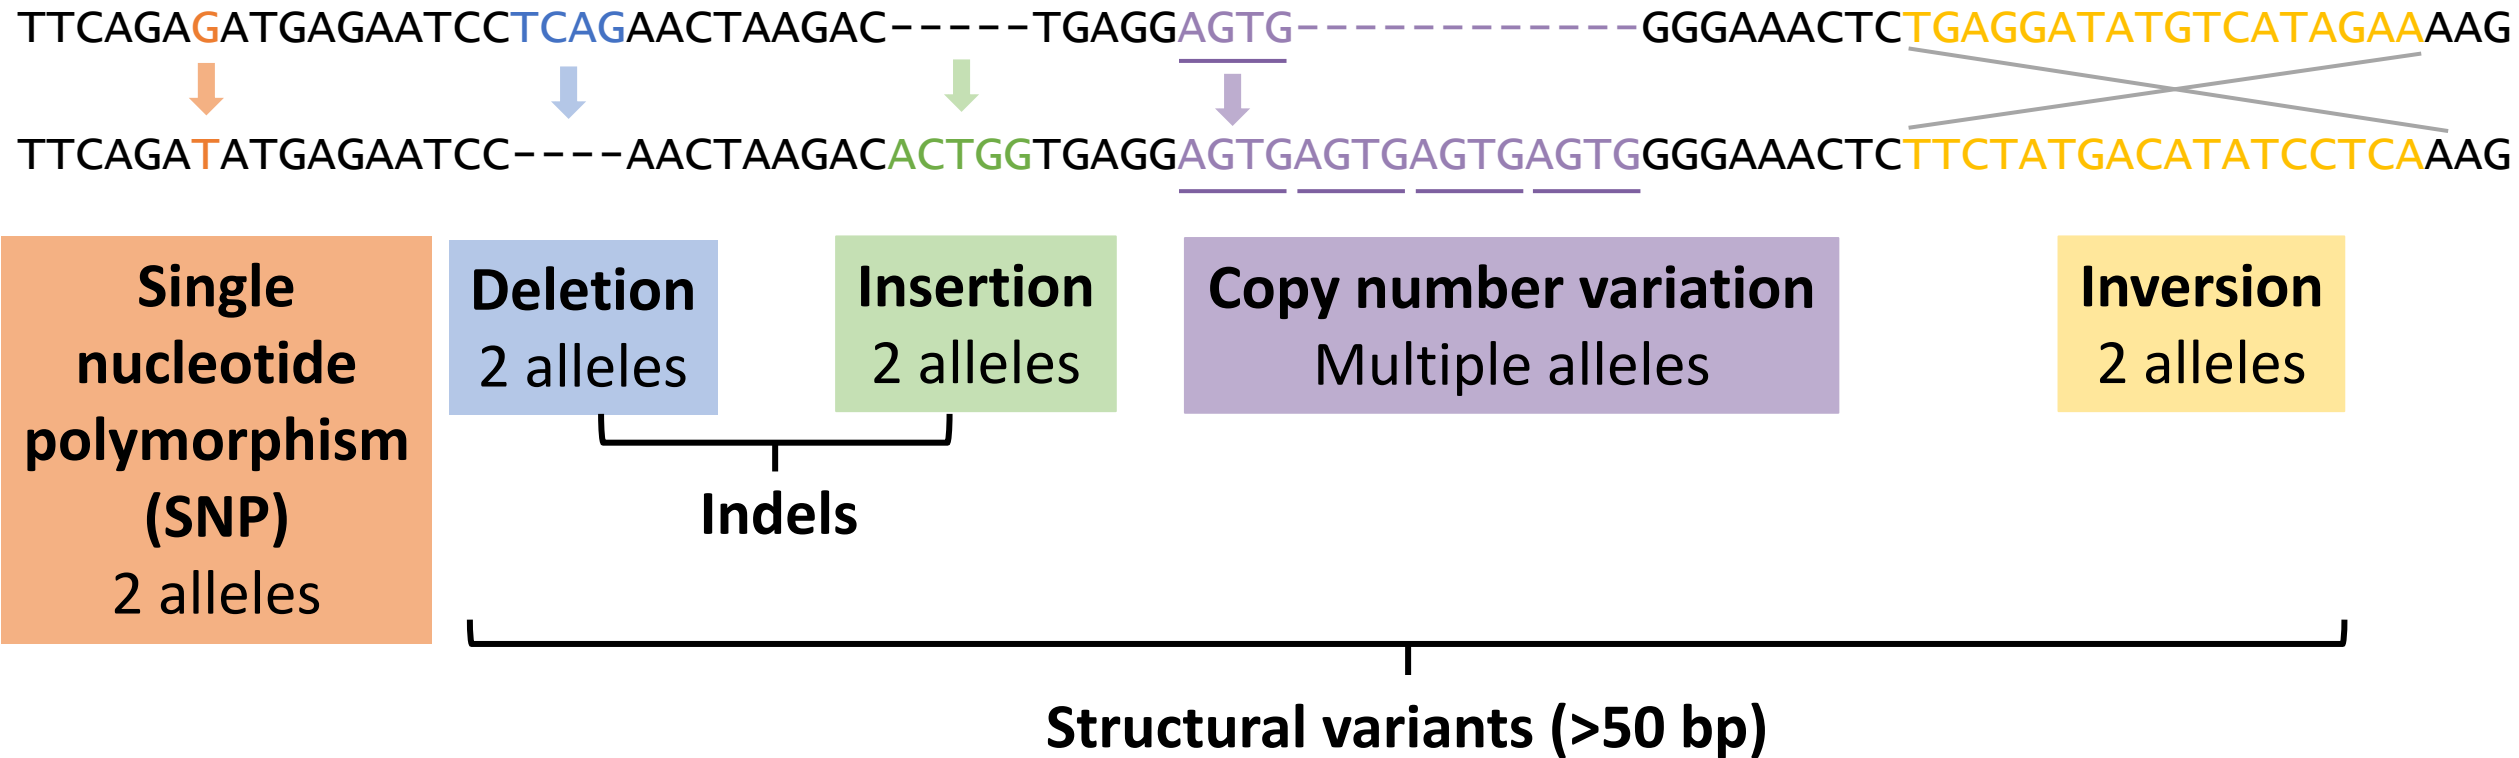 TTCAGAGATGAGAATCCTCAGAACTAAGAC-----TGAGGAGTG------------GGGAAACTCTGAGGATATGTCATAGAAAAG
TTCAGATATGAGAATCC----AACTAAGACACTGGTGAGGAGTGAGTGAGTGAGTGGGGAAACTCTTCTATGACATATCCTCAAAG
Single
nucleotide
polymorphism
(SNP)
2 alleles
Deletion
2 alleles
Insertion
2 alleles
Copy number variation
Multiple alleles
Inversion
2 alleles
Indels
Structural variants (>50 bp)